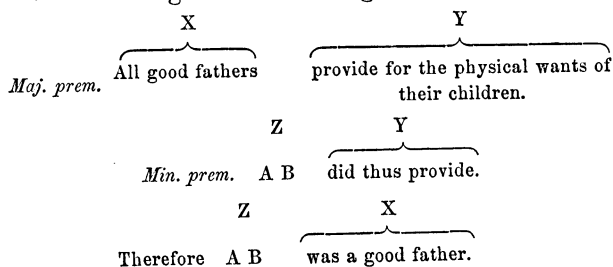 X Y
Maj. prem. All good fathers provide for the physical wants of
their children.
Z Y
Min. prem. A B did thus provide.
Z X
Therefore A B was a good father.